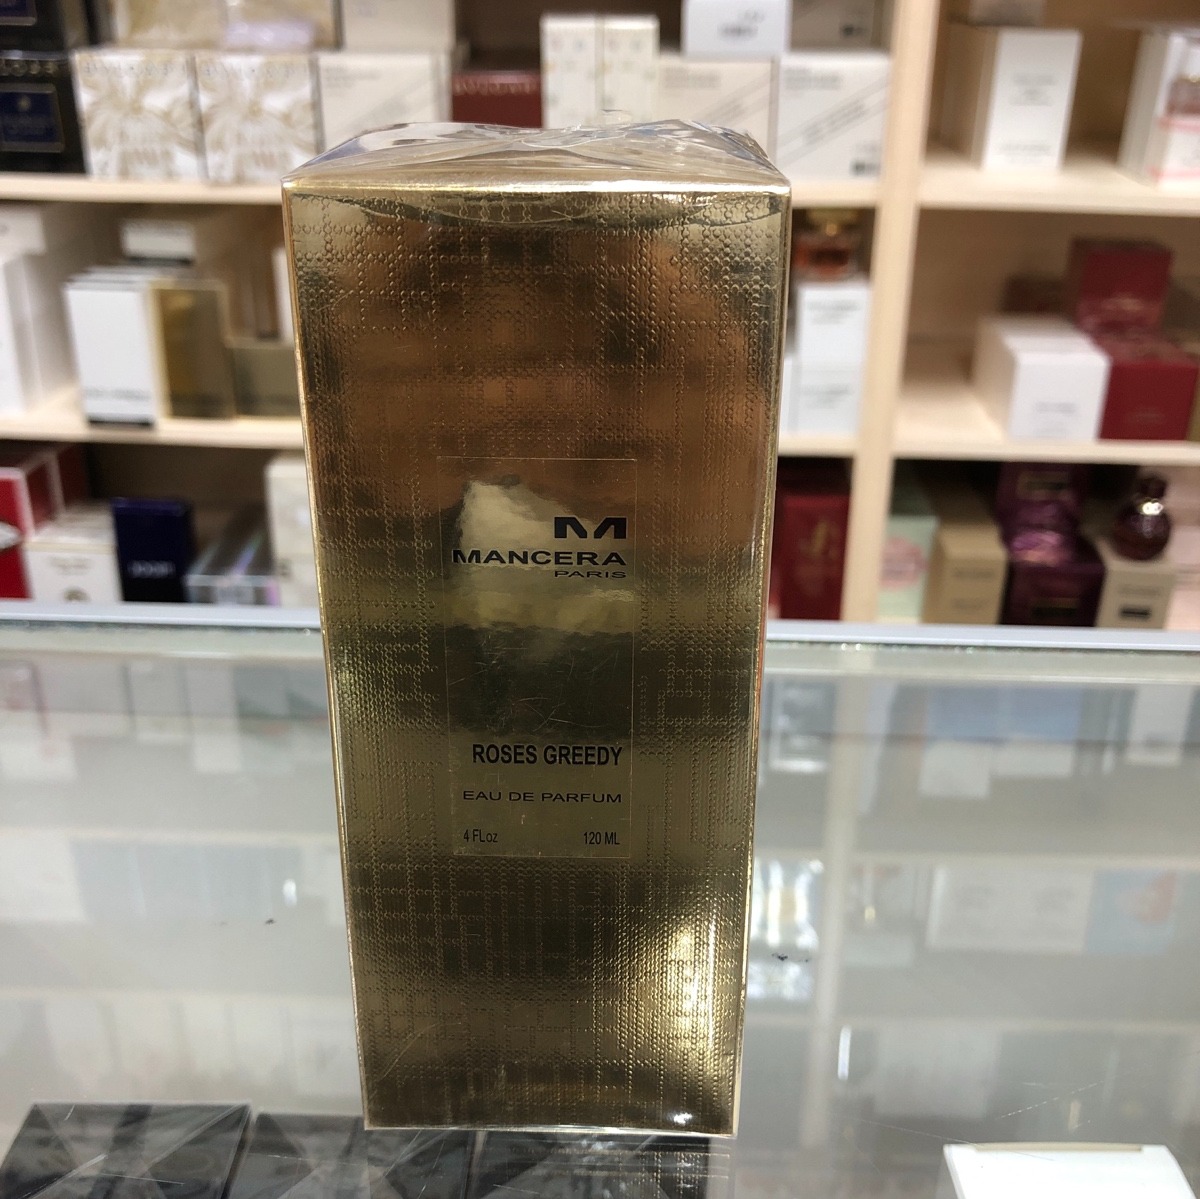 M
MANCERA
PARIS
ROSES GREEDY
EAU DE PARFUM
4 FLoz 120 ML